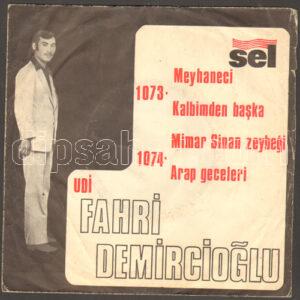 sel
1073·
Meyhaneci
Kalbimden başka
1074·
Mimar Sinan zeybeği
Arap geceleri
UDİ
FAHRİ
DEMİRCİOĞLU